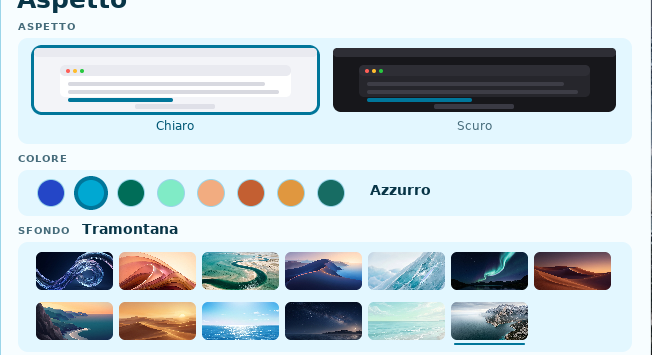 Aspetto
ASPETTO
Chiaro
Scuro
COLORE
Azzurro
SFONDO Tramontana